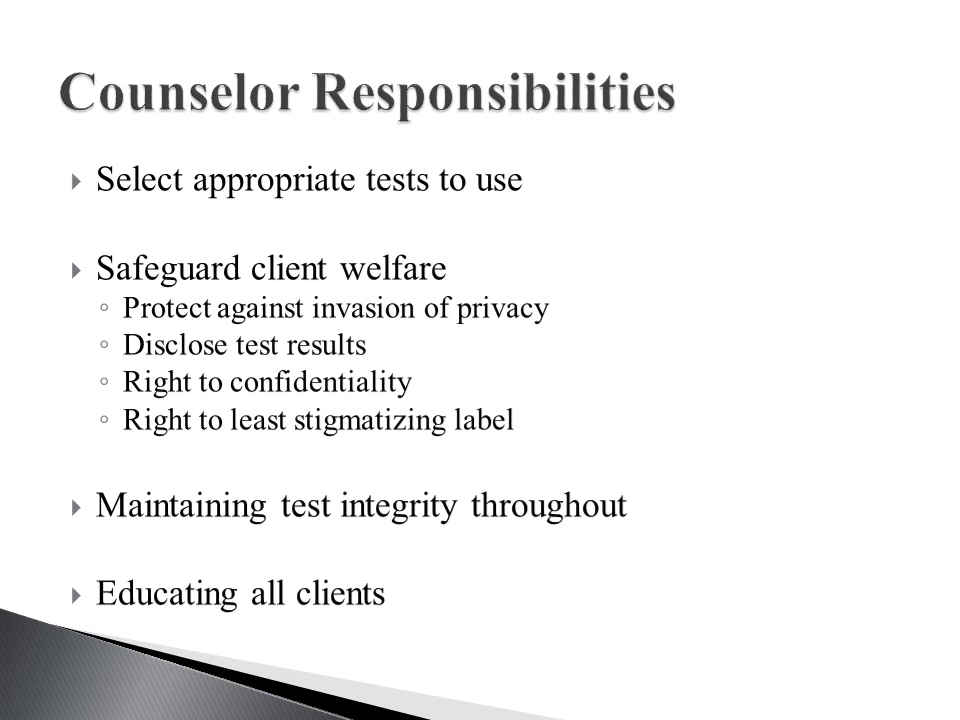 Counselor Responsibilities
Select appropriate tests to use
Safeguard client welfare
Protect against invasion of privacy
Disclose test results
Right to confidentiality
Right to least stigmatizing label
Maintaining test integrity throughout
Educating all clients